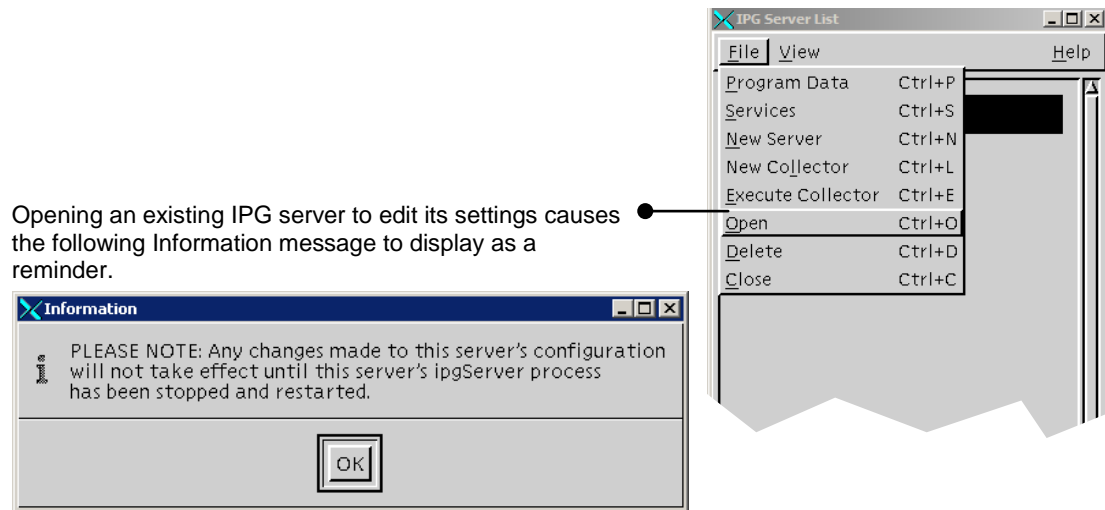 IPG Server List
File View Help
Program Data Ctrl+P
Services Ctrl+S
New Server Ctrl+N
New Collector Ctrl+L
Execute Collector Ctrl+E
Open Ctrl+O
Delete Ctrl+D
Close Ctrl+C
Opening an existing IPG server to edit its settings causes
the following Information message to display as a
reminder.
Information
PLEASE NOTE: Any changes made to this server's configuration
will not take effect until this server's ipgServer process
has been stopped and restarted.
OK